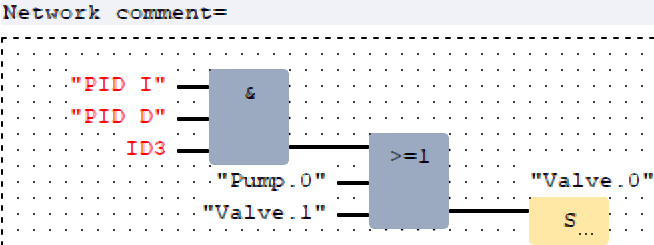 Network comment=
"PID I"
&
"PID D"
ID3
>=1
"Pump.0"
"Valve.0"
"Valve.1"
S...